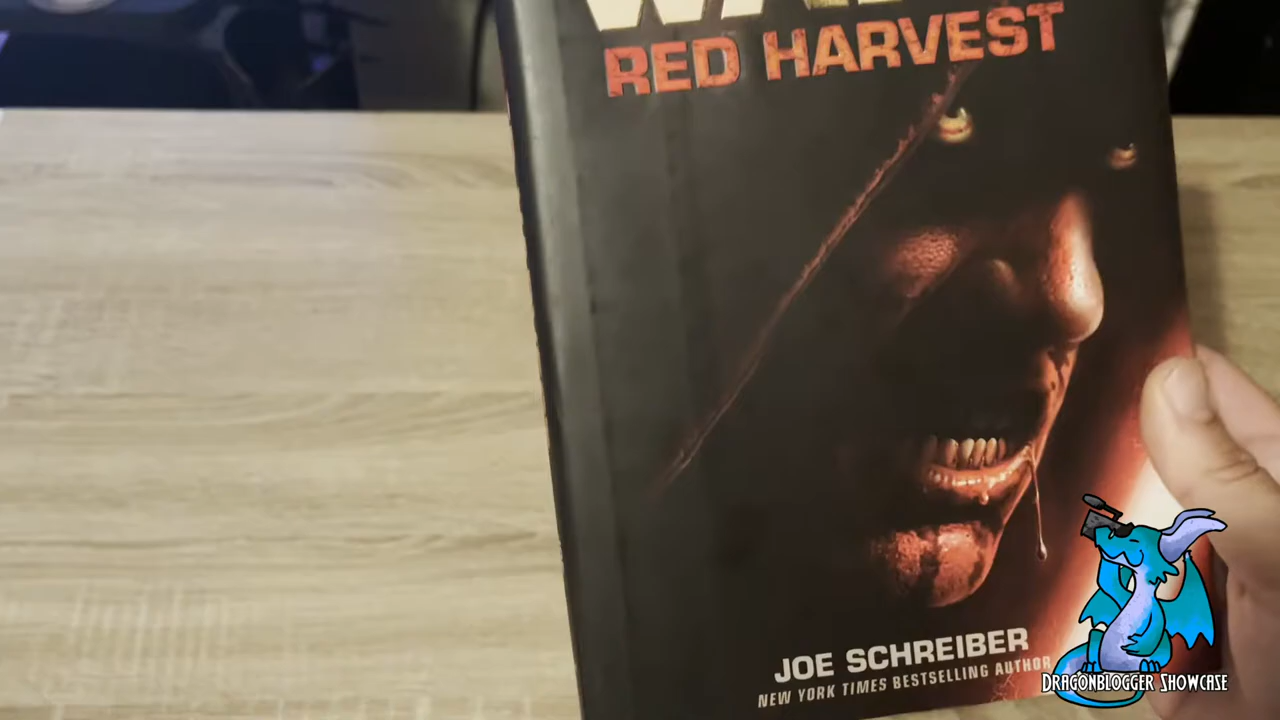 RED HARVEST
JOE SCHREIBER
NEW YORK TIMES BESTSELLING AUTHOR
DRAGONBLOGGER SHOWCASE